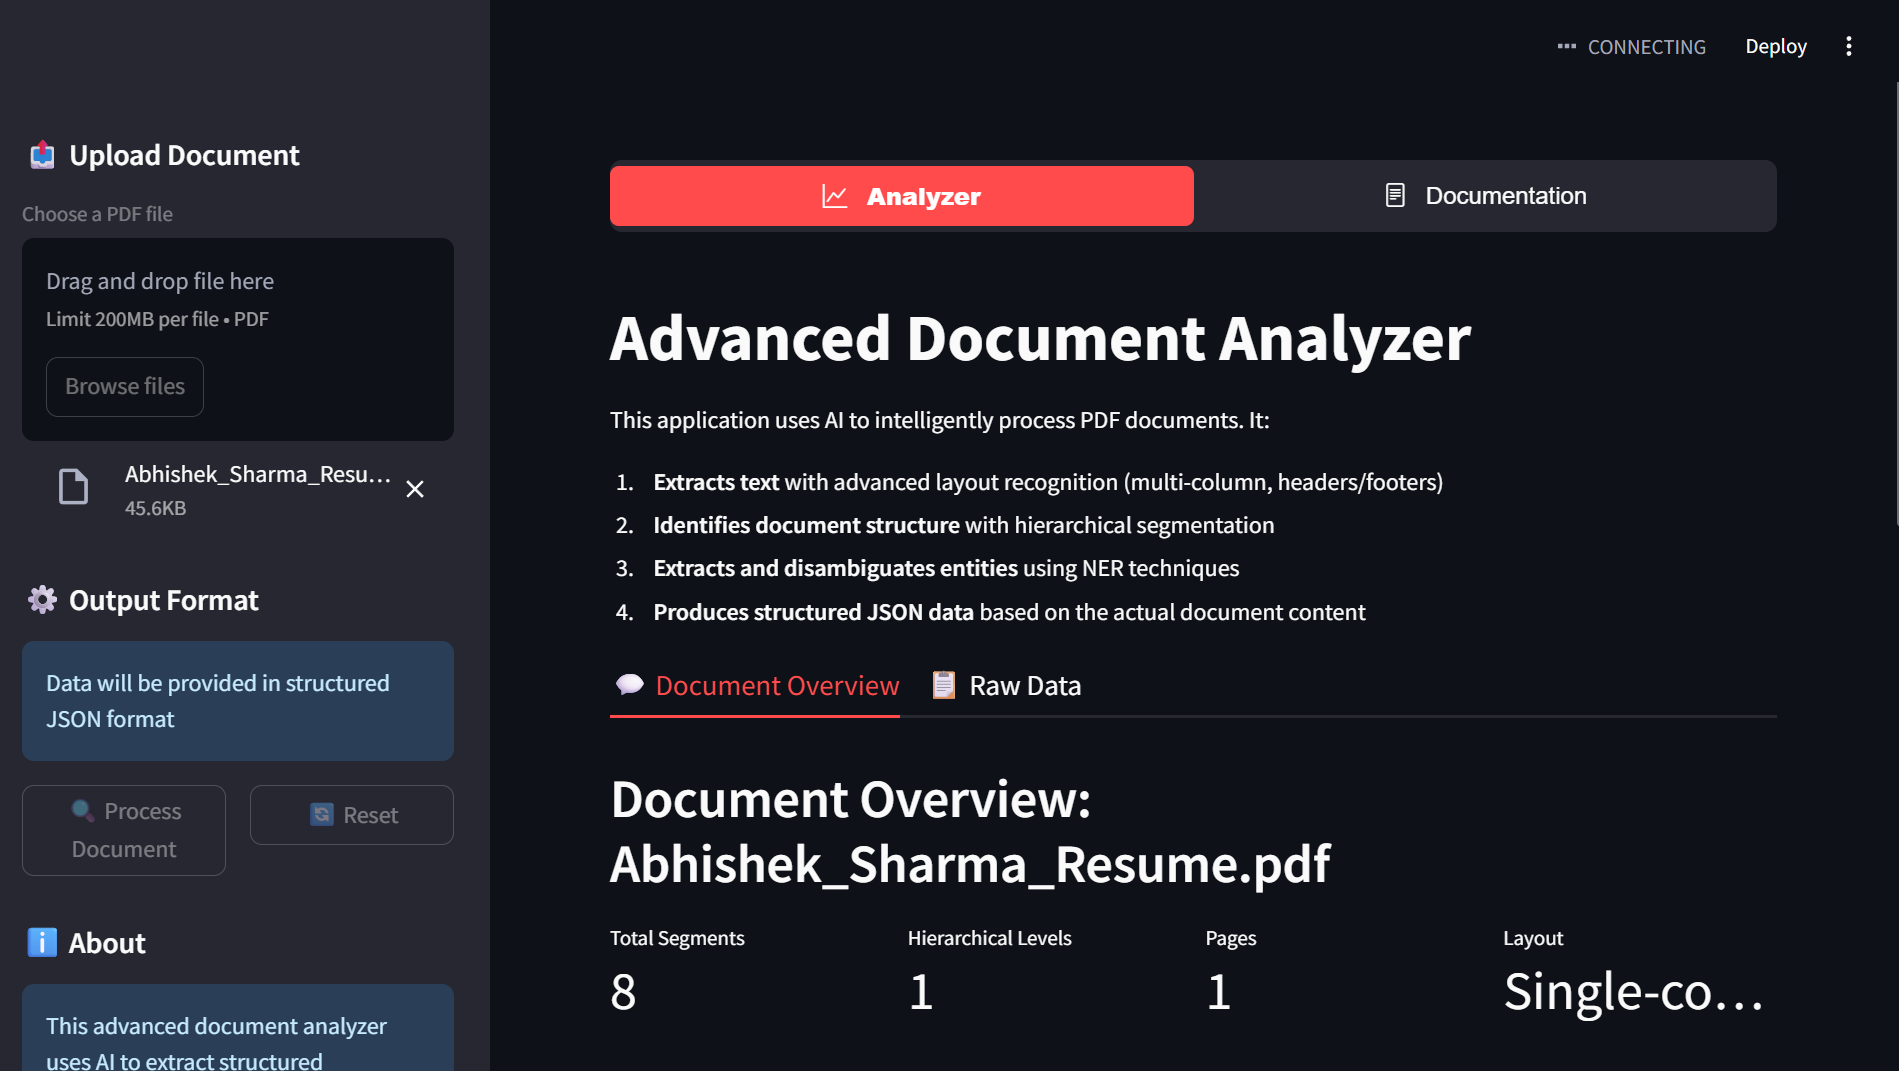 CONNECTING
Deploy
Upload Document
Choose a PDF file
Drag and drop file here
Limit 200MB per file • PDF
Browse files
Abhishek_Sharma_Resu...
45.6KB
Output Format
Data will be provided in structured
JSON format
Process
Document
Reset
About
This advanced document analyzer
uses AI to extract structured
Analyzer
Documentation
Advanced Document Analyzer
This application uses AI to intelligently process PDF documents. It:
1. Extracts text with advanced layout recognition (multi-column, headers/footers)
2. Identifies document structure with hierarchical segmentation
3. Extracts and disambiguates entities using NER techniques
4. Produces structured JSON data based on the actual document content
Document Overview
Raw Data
Document Overview:
Abhishek_Sharma_Resume.pdf
Total Segments
8
Hierarchical Levels
1
Pages
1
Layout
Single-co...